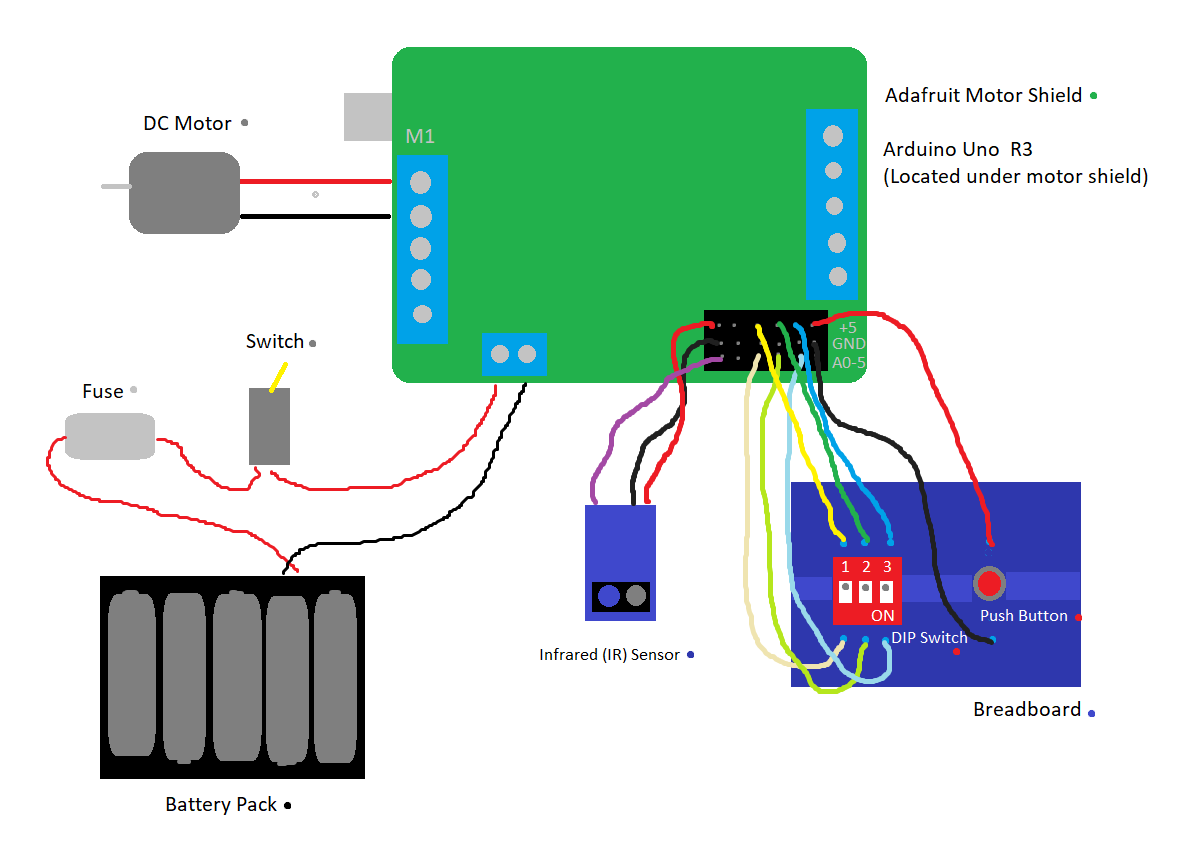 Adafruit Motor Shield
DC Motor
M1
Arduino Uno R3
(Located under motor shield)
+5
GND
A0-5
Switch
Fuse
1 2 3
ON
Push Button
DIP Switch
Infrared (IR) Sensor
Breadboard
Battery Pack